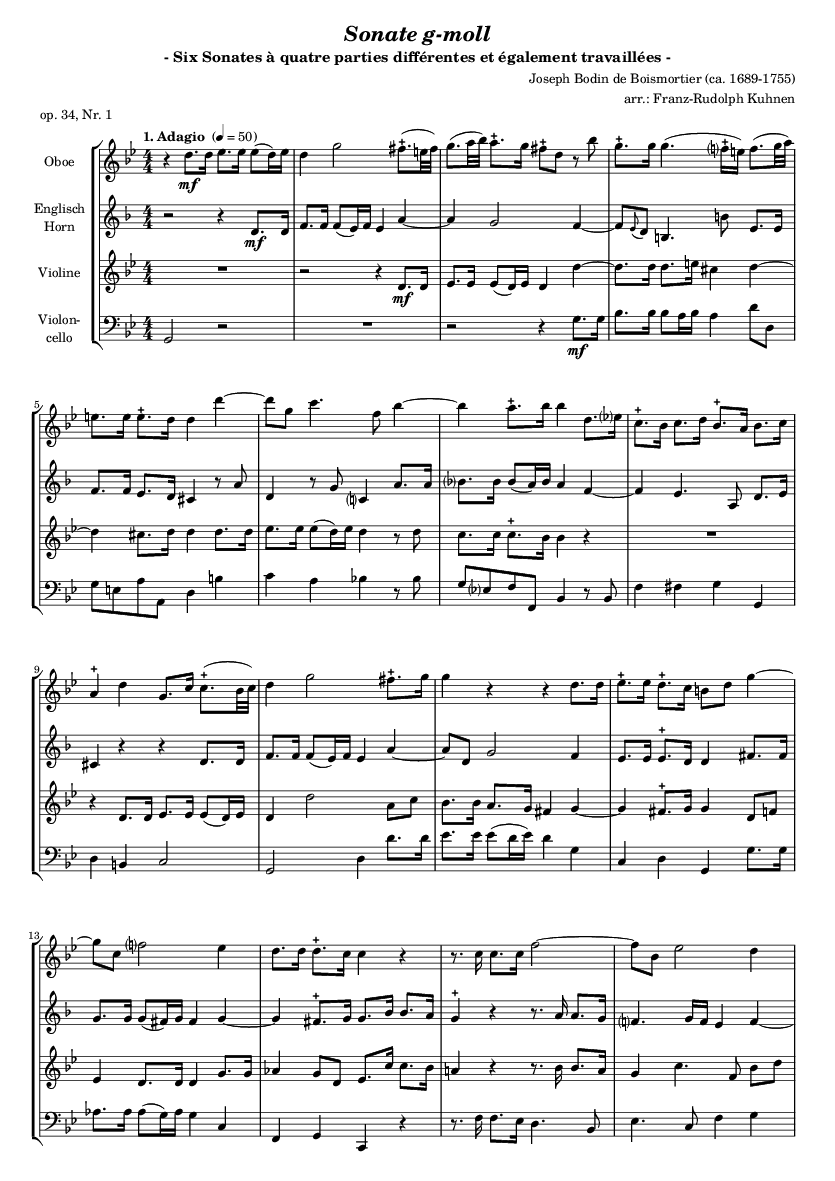 Sonate g-moll
- Six Sonates à quatre parties différentes et également travaillées -
Joseph Bodin de Boismortier (ca. 1689-1755)
arr.: Franz-Rudolph Kuhnen
op. 34, Nr. 1
1. Adagio (♩ = 50)
Oboe
mf
Englisch
Horn
mf
Violine
mf
Violon-
cello
mf
5
9
13